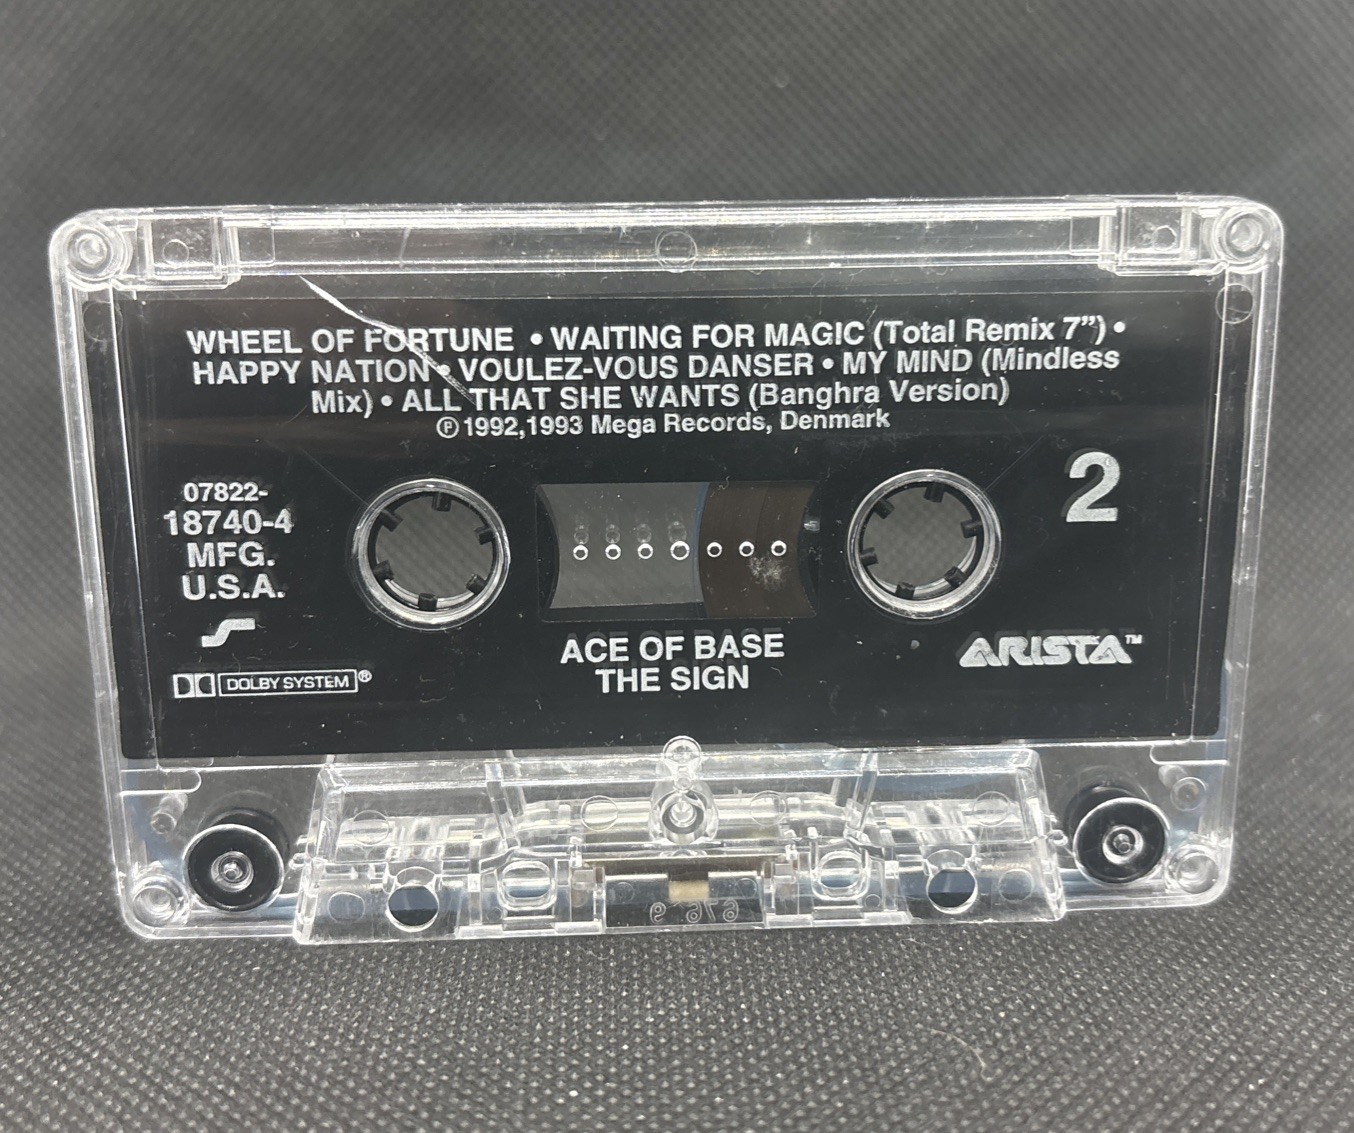 WHEEL OF FORTUNE • WAITING FOR MAGIC (Total Remix 7”) •
HAPPY NATION • VOULEZ-VOUS DANSER • MY MIND (Mindless
Mix) • ALL THAT SHE WANTS (Banghra Version)
℗1992,1993 Mega Records, Denmark
2
07822-
18740-4
MFG.
U.S.A.
DOLBY SYSTEM®
ACE OF BASE
THE SIGN
ARISTA™